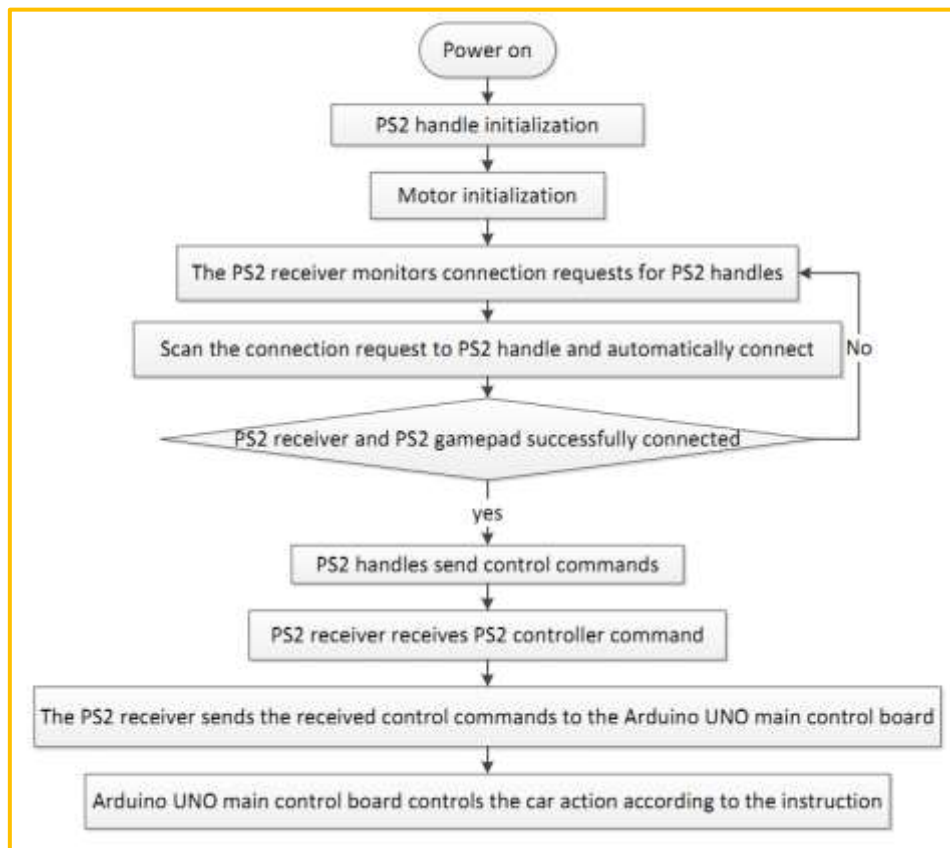 Power on
PS2 handle initialization
Motor initialization
The PS2 receiver monitors connection requests for PS2 handles
Scan the connection request to PS2 handle and automatically connect
No
PS2 receiver and PS2 gamepad successfully connected
yes
PS2 handles send control commands
PS2 receiver receives PS2 controller command
The PS2 receiver sends the received control commands to the Arduino UNO main control board
Arduino UNO main control board controls the car action according to the instruction